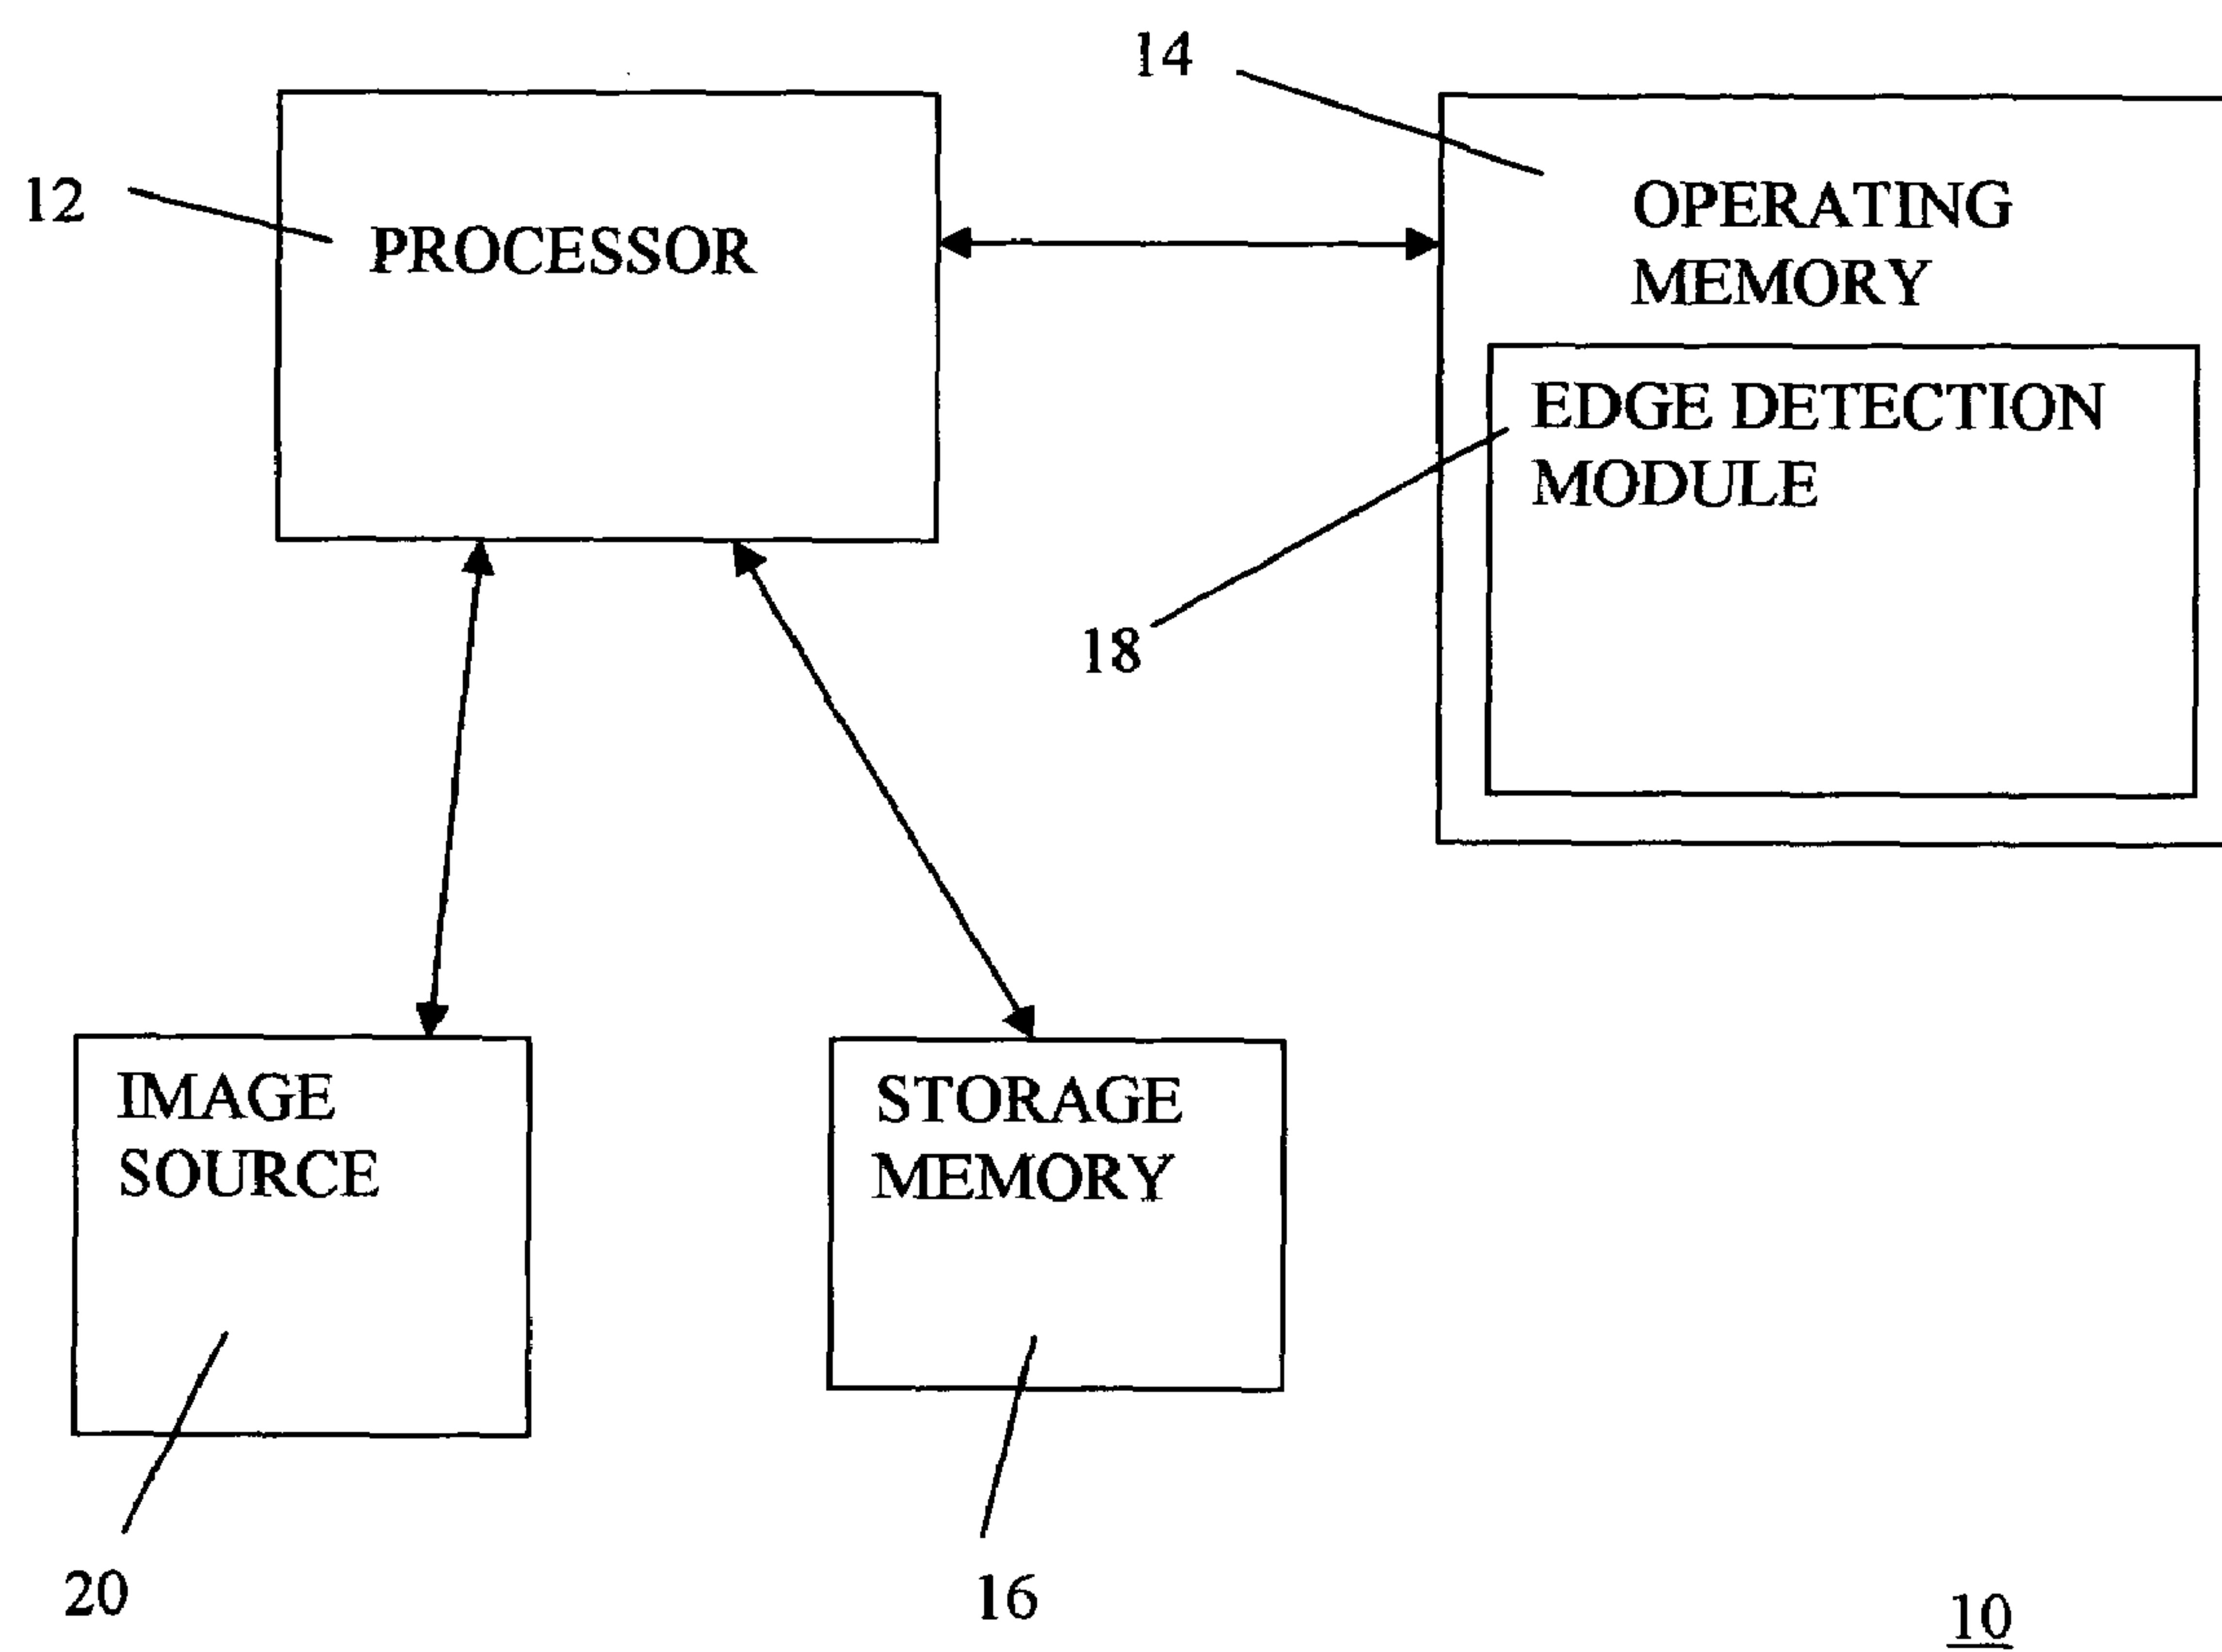 14
12
PROCESSOR
OPERATING
MEMORY
EDGE DETECTION
MODULE
18
IMAGE
SOURCE
STORAGE
MEMORY
20
16
10